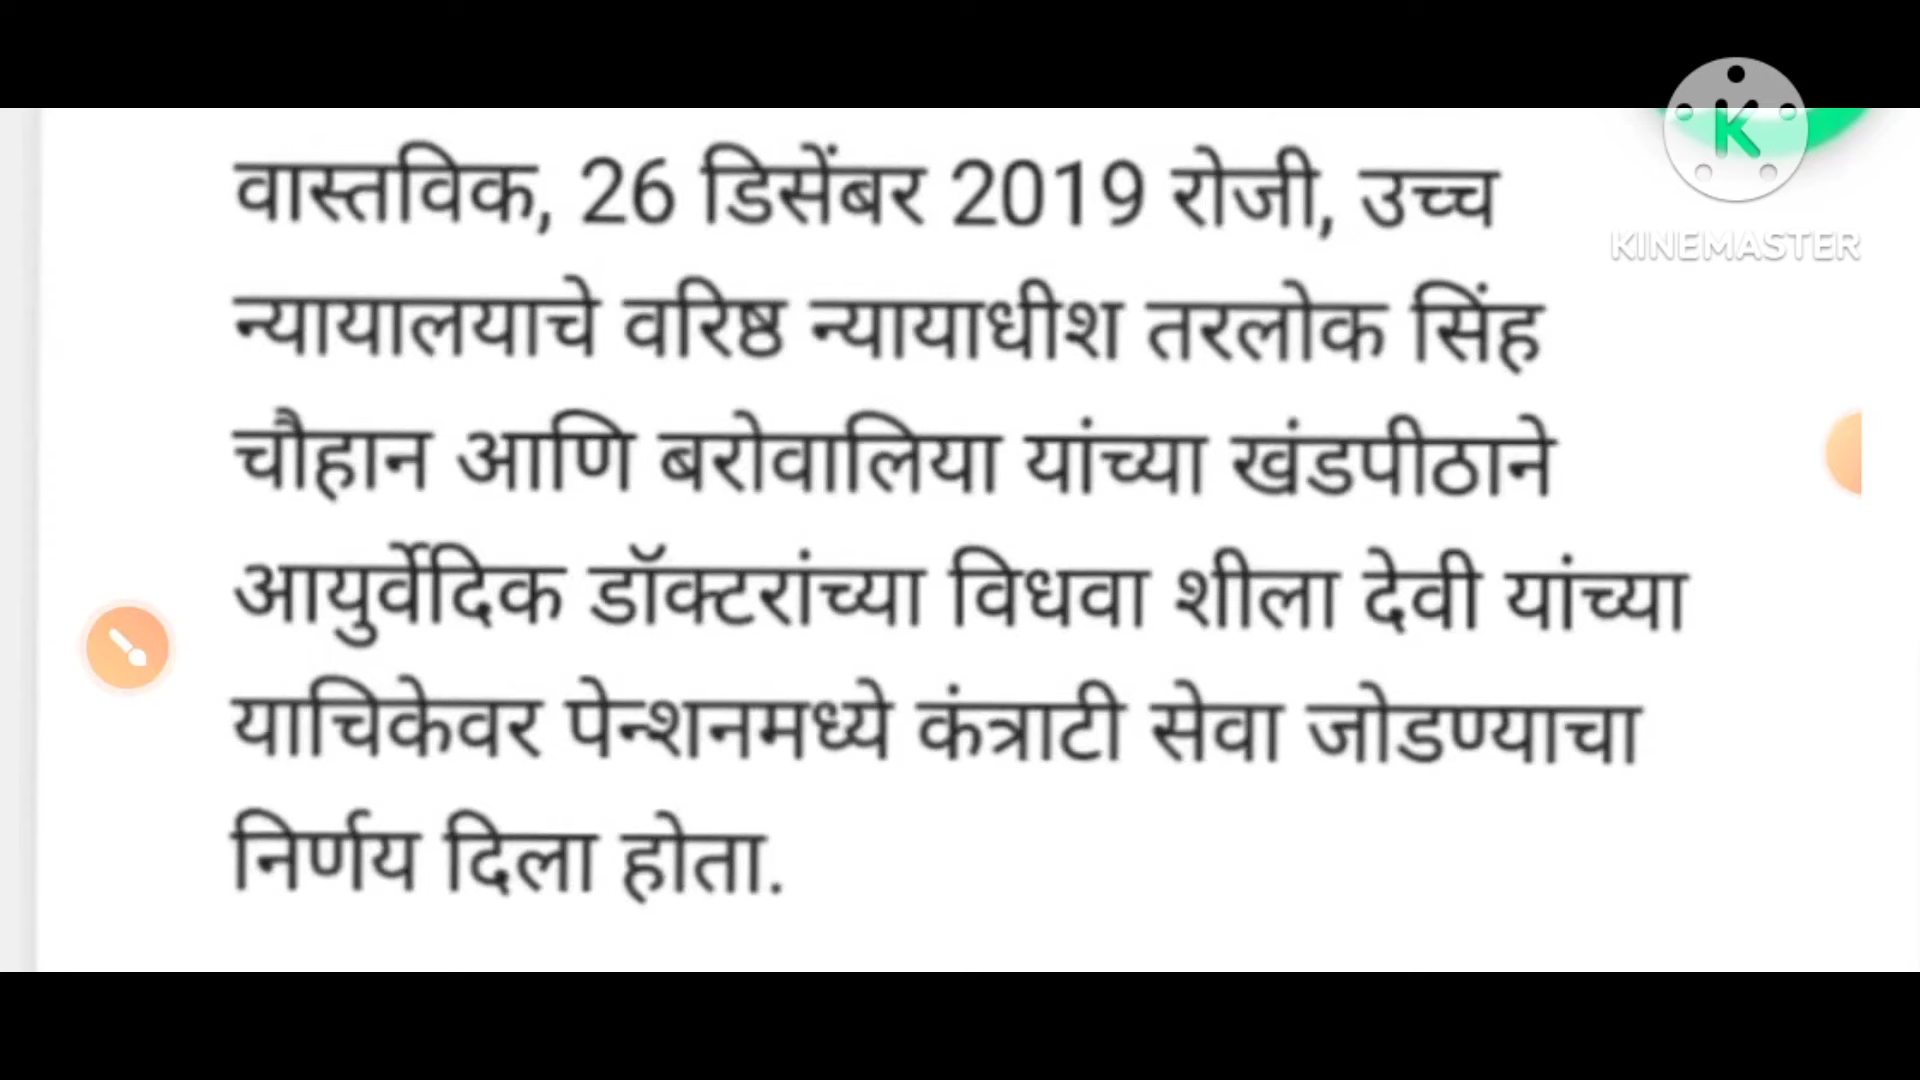 वास्तविक, 26 डिसेंबर 2019 रोजी, उच्च
न्यायालयाचे वरिष्ठ न्यायाधीश तरलोक सिंह
चौहान आणि बरोवालिया यांच्या खंडपीठाने
आयुर्वेदिक डॉक्टरांच्या विधवा शीला देवी यांच्या
याचिकेवर पेन्शनमध्ये कंत्राटी सेवा जोडण्याचा
निर्णय दिला होता.
K
KINEMASTER